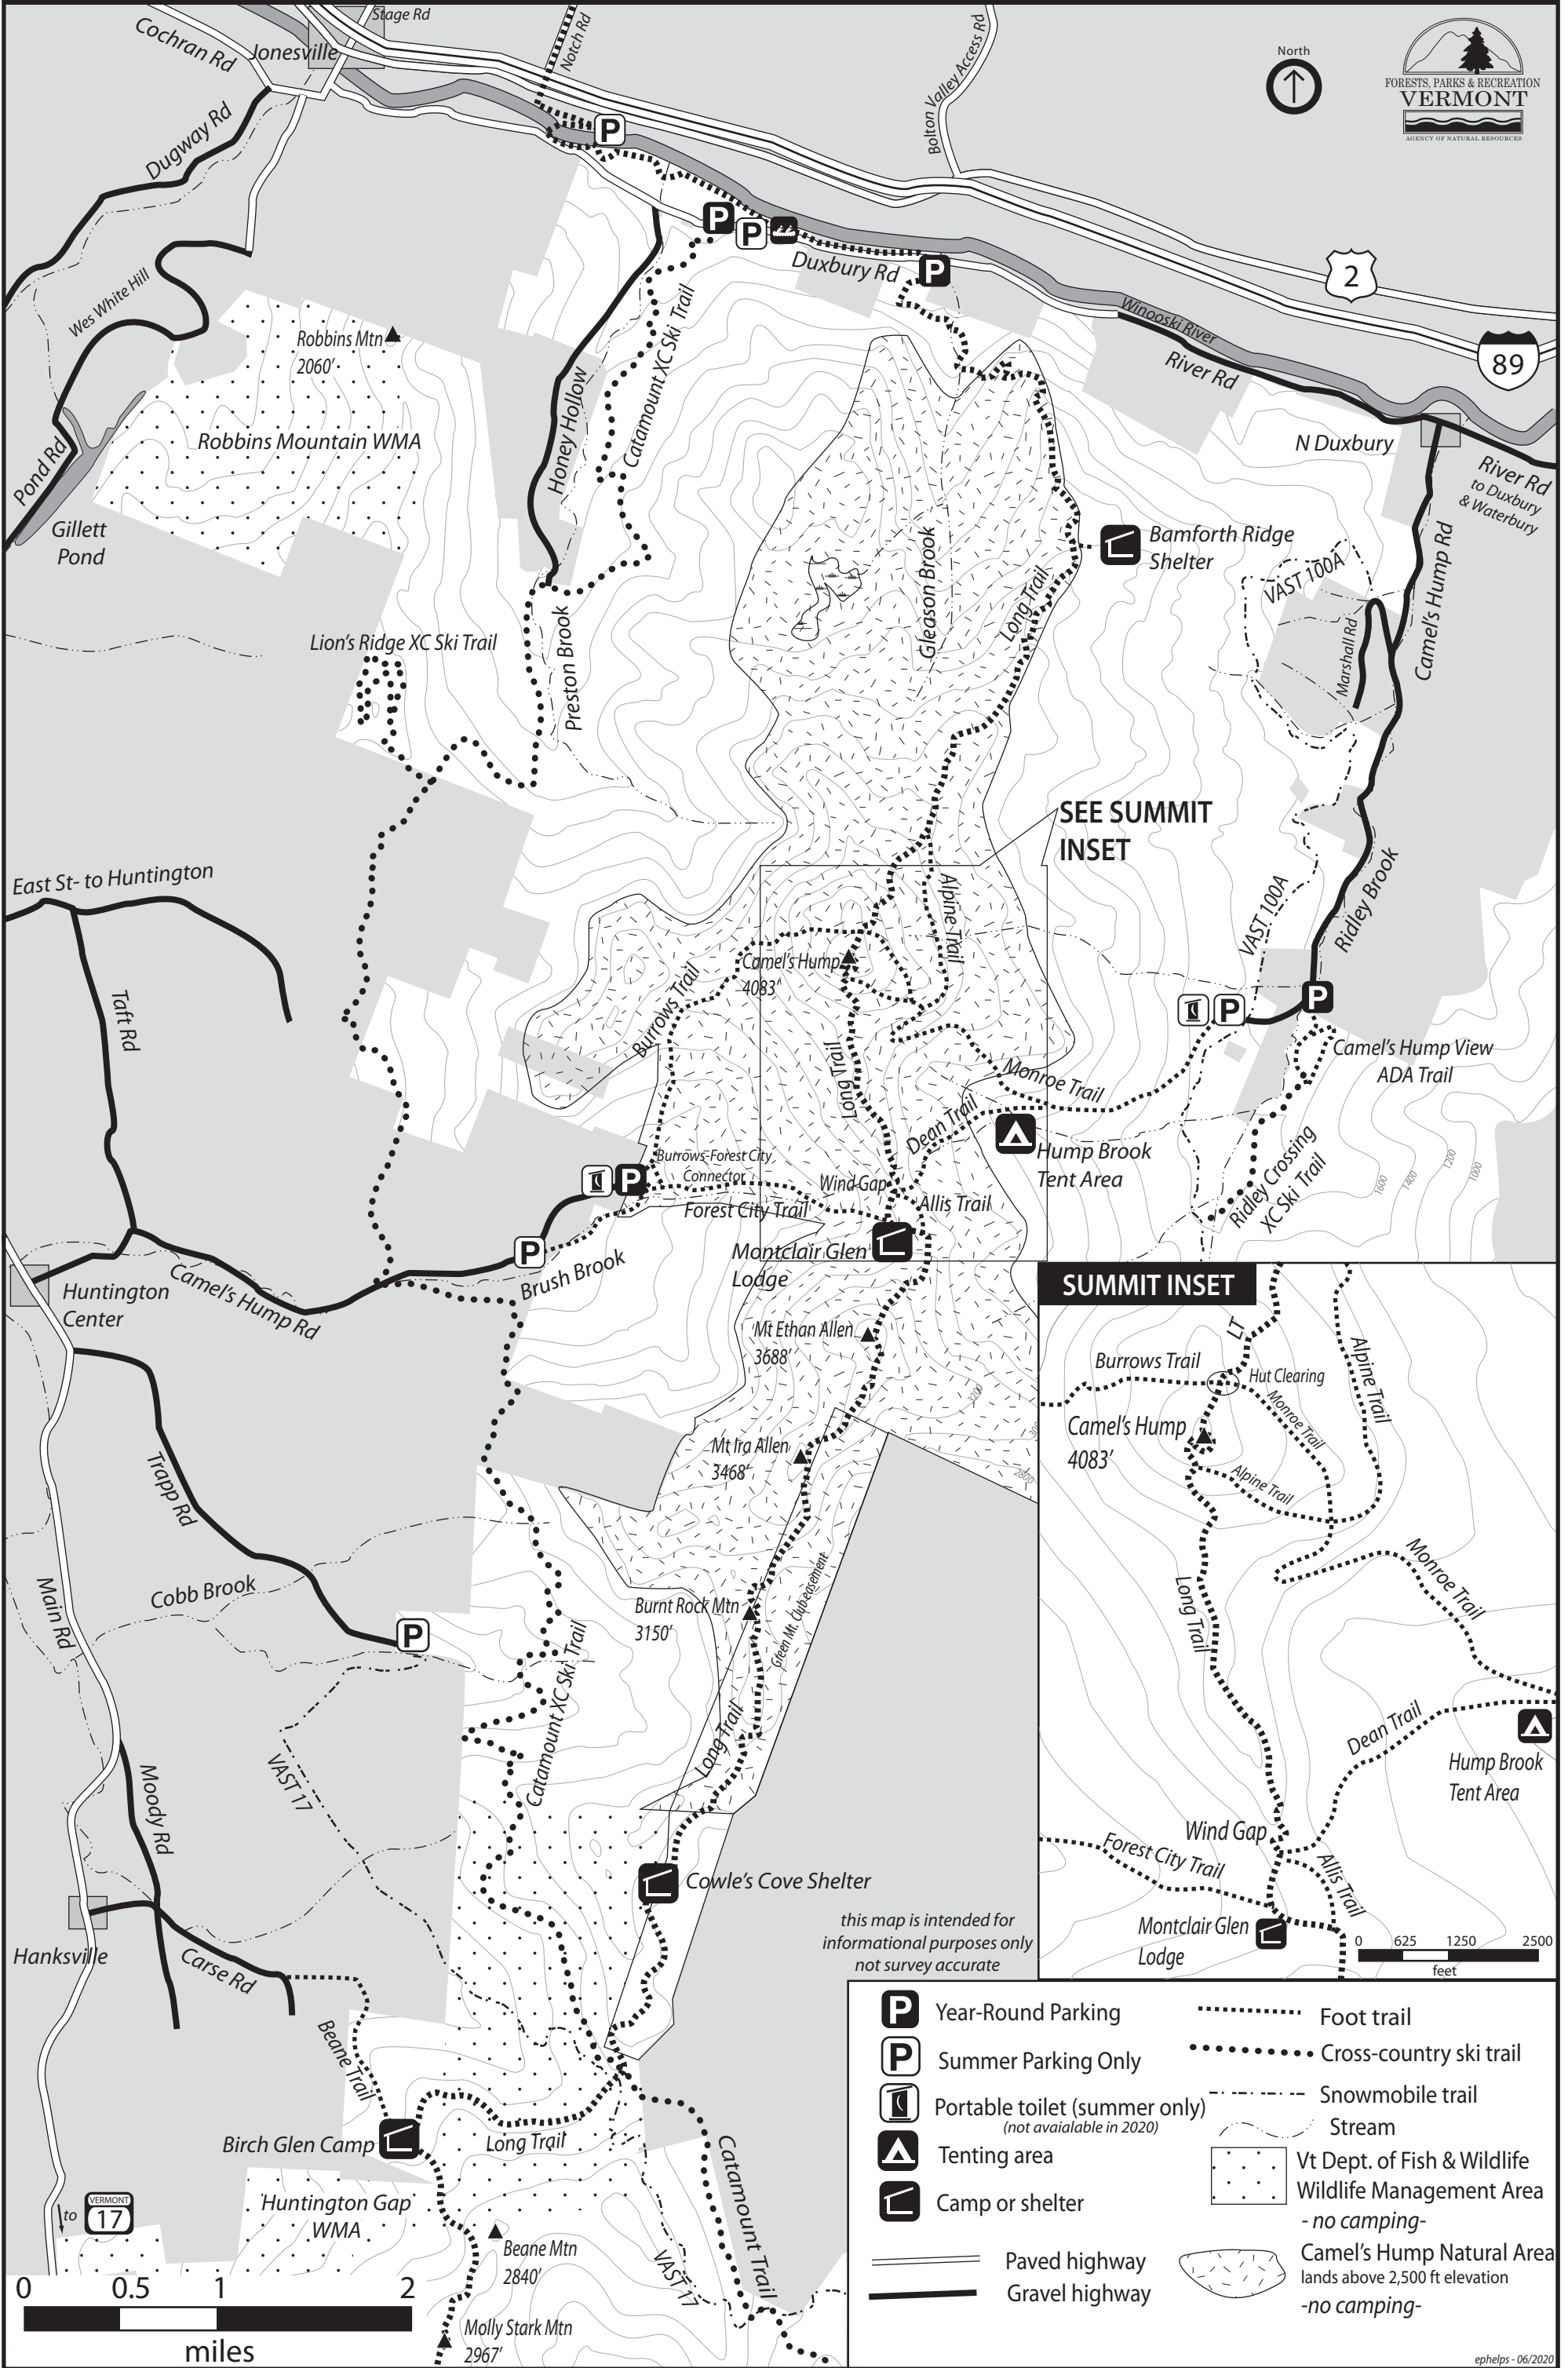 Stage Rd
Cochran Rd
Jonesville
Notch Rd
Bolton Valley Access Rd
North
FORESTS, PARKS & RECREATION
VERMONT
AGENCY OF NATURAL RESOURCES
Dugway Rd
P
P
P
P
Duxbury Rd
2
Wes White Hill
Winooski River
River Rd
89
Robbins Mtn
2060'
Catamount XC Ski Trail
Honey Hollow
Robbins Mountain WMA
N Duxbury
River Rd
to Duxbury
& Waterbury
Pond Rd
Gillett
Pond
Gleason Brook
Bamforth Ridge
Shelter
VAST 100A
Camel's Hump Rd
Long Trail
Marshall Rd
Lion's Ridge XC Ski Trail
Preston Brook
SEE SUMMIT
INSET
East St- to Huntington
Alpine Trail
VAST 100A
Ridley Brook
Camel's Hump
4083'
Burrows Trail
P
P
Taft Rd
Long Trail
Monroe Trail
Camel's Hump View
ADA Trail
Dean Trail
Hump Brook
Tent Area
Burrows-Forest City
Connector
P
Wind Gap
Forest City Trail
Allis Trail
Ridley Crossing
XC Ski Trail
1600
1400
1200
1000
P
Montclair Glen
Lodge
Brush Brook
Huntington
Center
Camel's Hump Rd
Mt Ethan Allen
3688'
3200
300
2800
Mt Ira Allen
3468'
Trapp Rd
Main Rd
Cobb Brook
P
Burnt Rock Mtn
3150'
Green Mt. Club easement
Catamount XC Ski Trail
Long Trail
VAST 17
Moody Rd
Cowle's Cove Shelter
Hanksville
Carse Rd
this map is intended for
informational purposes only
not survey accurate
Beane Trail
Birch Glen Camp
Long Trail
Catamount Trail
Huntington Gap
WMA
to
VERMONT
17
Beane Mtn
2840'
VAST 17
Molly Stark Mtn
2967'
0 0.5 1 2
miles
SUMMIT INSET
LT
Burrows Trail
Hut Clearing
Alpine Trail
Monroe Trail
Camel's Hump
4083'
Alpine Trail
Monroe Trail
Long Trail
Dean Trail
Hump Brook
Tent Area
Wind Gap
Forest City Trail
Allis Trail
Montclair Glen
Lodge
0 625 1250 2500
feet
P Year-Round Parking
P Summer Parking Only
Portable toilet (summer only)
(not avaialable in 2020)
Tenting area
Camp or shelter
Paved highway
Gravel highway
Foot trail
Cross-country ski trail
Snowmobile trail
Stream
Vt Dept. of Fish & Wildlife
Wildlife Management Area
- no camping-
Camel's Hump Natural Area
lands above 2,500 ft elevation
-no camping-
ephelps - 06/2020